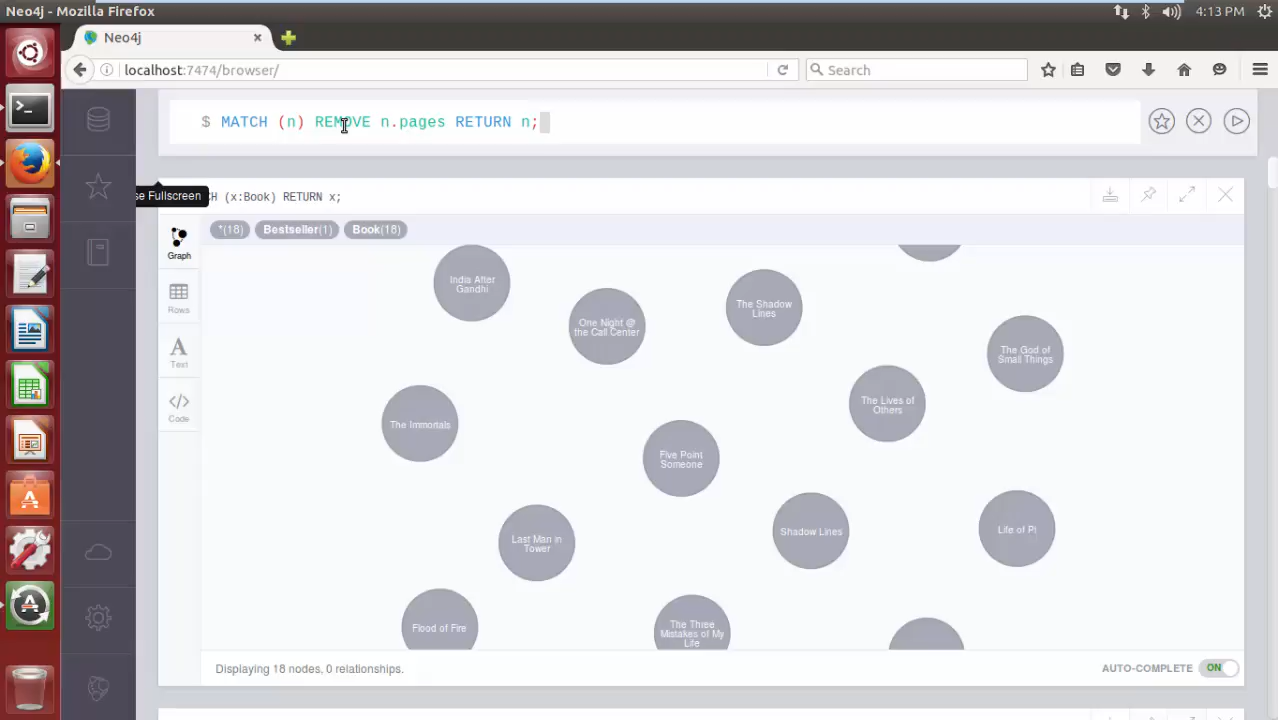 Neo4j - Mozilla Firefox
4:13 PM
Neo4j
localhost:7474/browser/
Search
$ MATCH (n) REMOVE n.pages RETURN n;
se Fullscreen
CH (x:Book) RETURN x;
*(18) Bestseller(1) Book(18)
Graph
Rows
Text
Code
India After
Gandhi
One Night @
the Call Center
The Shadow
Lines
The God of
Small Things
The Lives of
Others
The Immortals
Five Point
Someone
Last Man in
Tower
Shadow Lines
Life of Pi
Flood of Fire
The Three
Mistakes of My
Life
Displaying 18 nodes, 0 relationships.
AUTO-COMPLETE ON